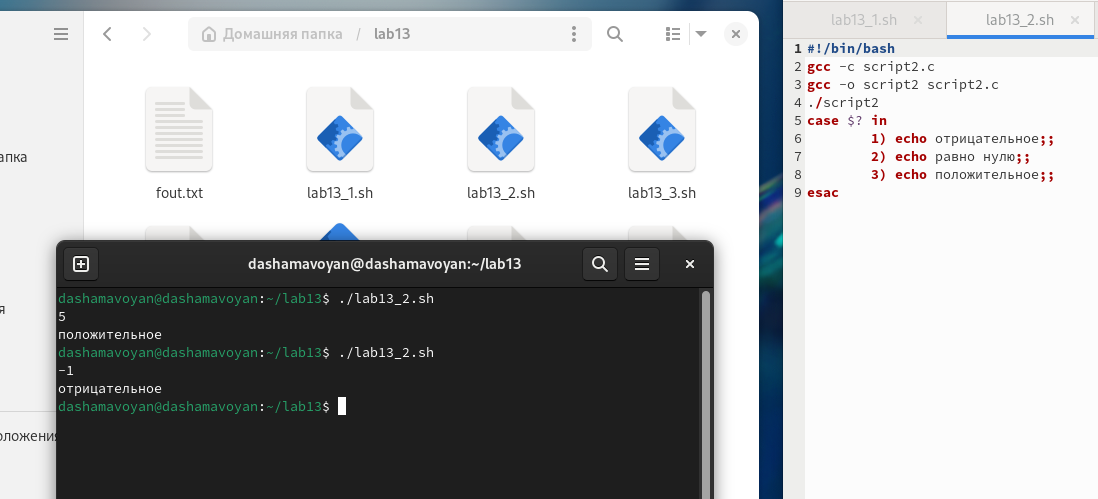 Домашняя папка / lab13
апка
я
оложения
fout.txt
lab13_1.sh
lab13_2.sh
lab13_3.sh
dashamavoyan@dashamavoyan:~/lab13
dashamavoyan@dashamavoyan:~/lab13$ ./lab13_2.sh
5
положительное
dashamavoyan@dashamavoyan:~/lab13$ ./lab13_2.sh
-1
отрицательное
dashamavoyan@dashamavoyan:~/lab13$
lab13_1.sh
lab13_2.sh
1 #!/bin/bash
2 gcc -c script2.c
3 gcc -o script2 script2.c
4 ./script2
5 case $? in
6 1) echo отрицательное;;
7 2) echo равно нулю;;
8 3) echo положительное;;
9 esac